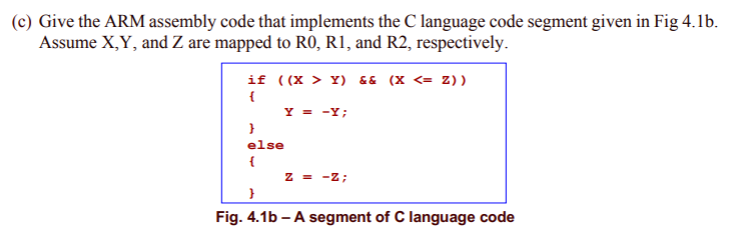 (c) Give the ARM assembly code that implements the C language code segment given in Fig 4.1b.
Assume X,Y, and Z are mapped to R0, R1, and R2, respectively.
if ((X > Y) && (X <= Z))
{
Y = -Y;
}
else
{
Z = -Z;
}
Fig. 4.1b – A segment of C language code